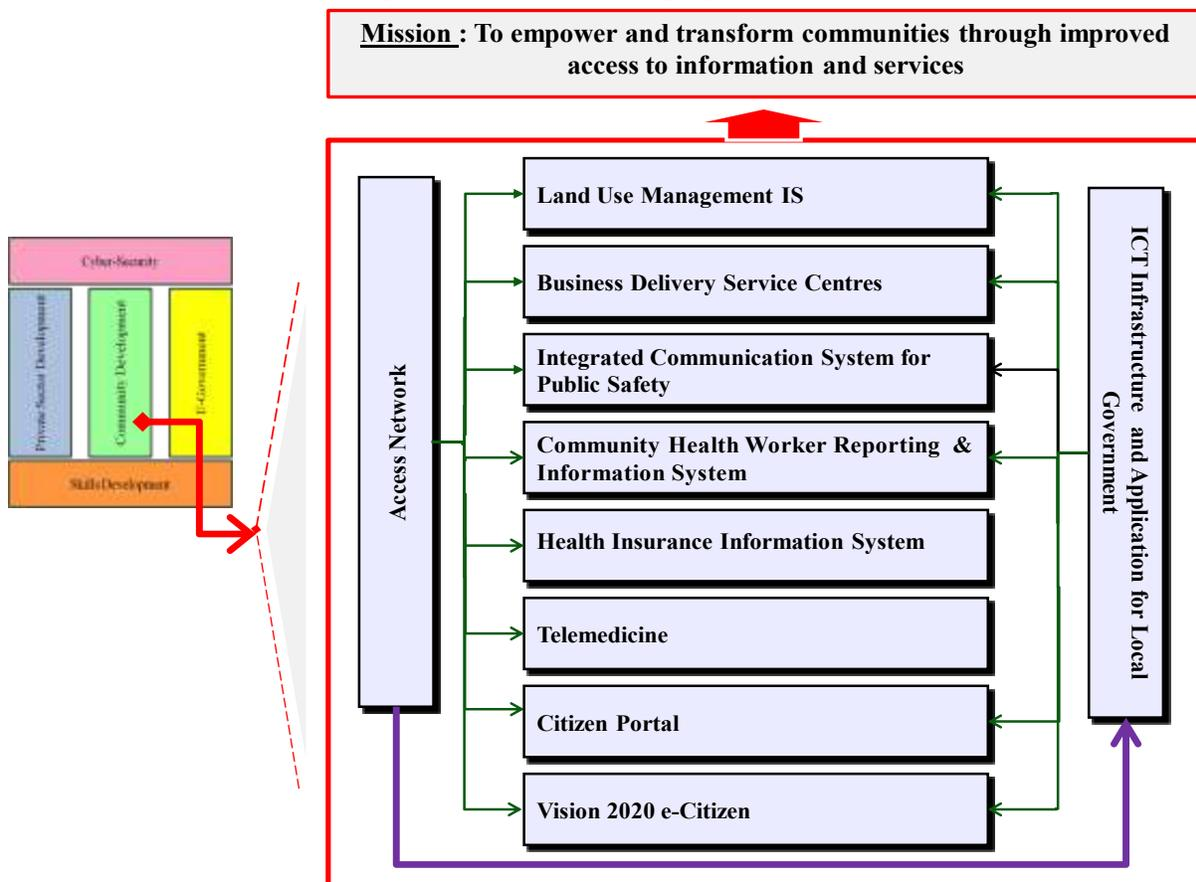 Mission : To empower and transform communities through improved
access to information and services
Cyber-Security
Private Sector Development
Community Development
E-Government
Skills Development
Access Network
Land Use Management IS
Business Delivery Service Centres
Integrated Communication System for
Public Safety
Community Health Worker Reporting &
Information System
Health Insurance Information System
Telemedicine
Citizen Portal
Vision 2020 e-Citizen
ICT Infrastructure and Application for Local
Government